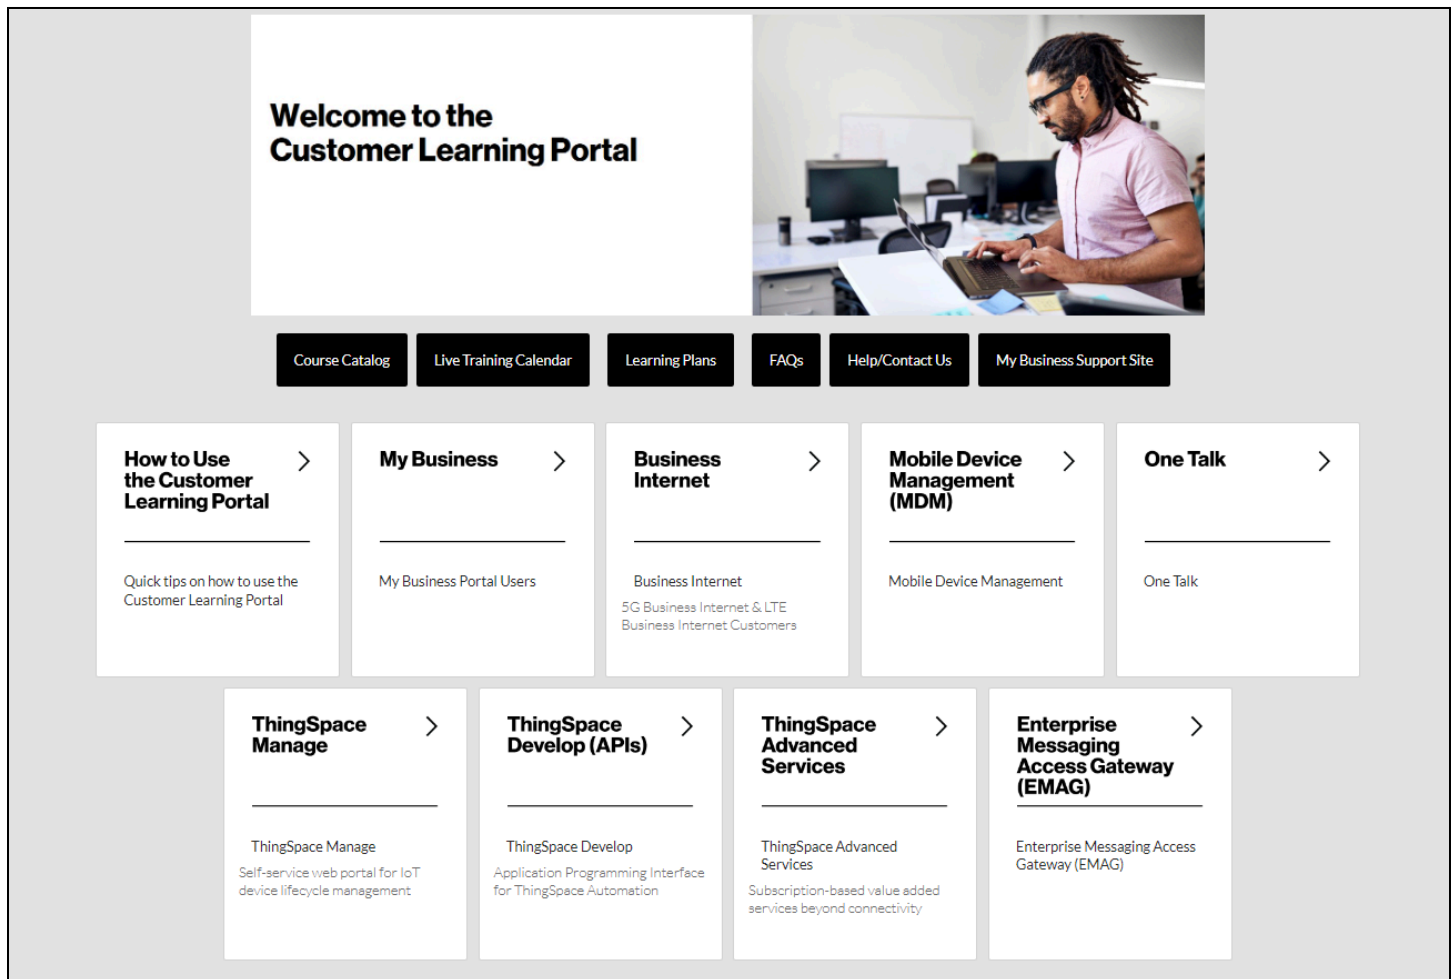 Welcome to the
Customer Learning Portal
Course Catalog
Live Training Calendar
Learning Plans
FAQs
Help/Contact Us
My Business Support Site
How to Use
the Customer
Learning Portal
Quick tips on how to use the
Customer Learning Portal
My Business
My Business Portal Users
Business
Internet
Business Internet
5G Business Internet & LTE
Business Internet Customers
Mobile Device
Management
(MDM)
Mobile Device Management
One Talk
One Talk
ThingSpace
Manage
ThingSpace Manage
Self-service web portal for IoT
device lifecycle management
ThingSpace
Develop (APIs)
ThingSpace Develop
Application Programming Interface
for ThingSpace Automation
ThingSpace
Advanced
Services
ThingSpace Advanced
Services
Subscription-based value added
services beyond connectivity
Enterprise
Messaging
Access Gateway
(EMAG)
Enterprise Messaging Access
Gateway (EMAG)